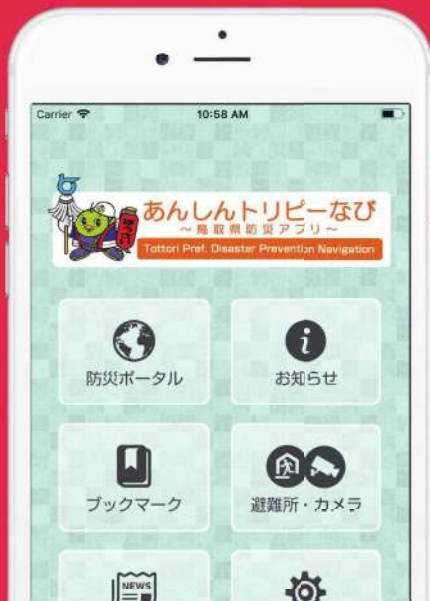 Carrier 10:58 AM
あんしんトリピーなび
～鳥取県防災アプリ～
Tottori Pref. Disaster Prevention Navigation
防災ポータル
お知らせ
ブックマーク
避難所・カメラ
NEWS